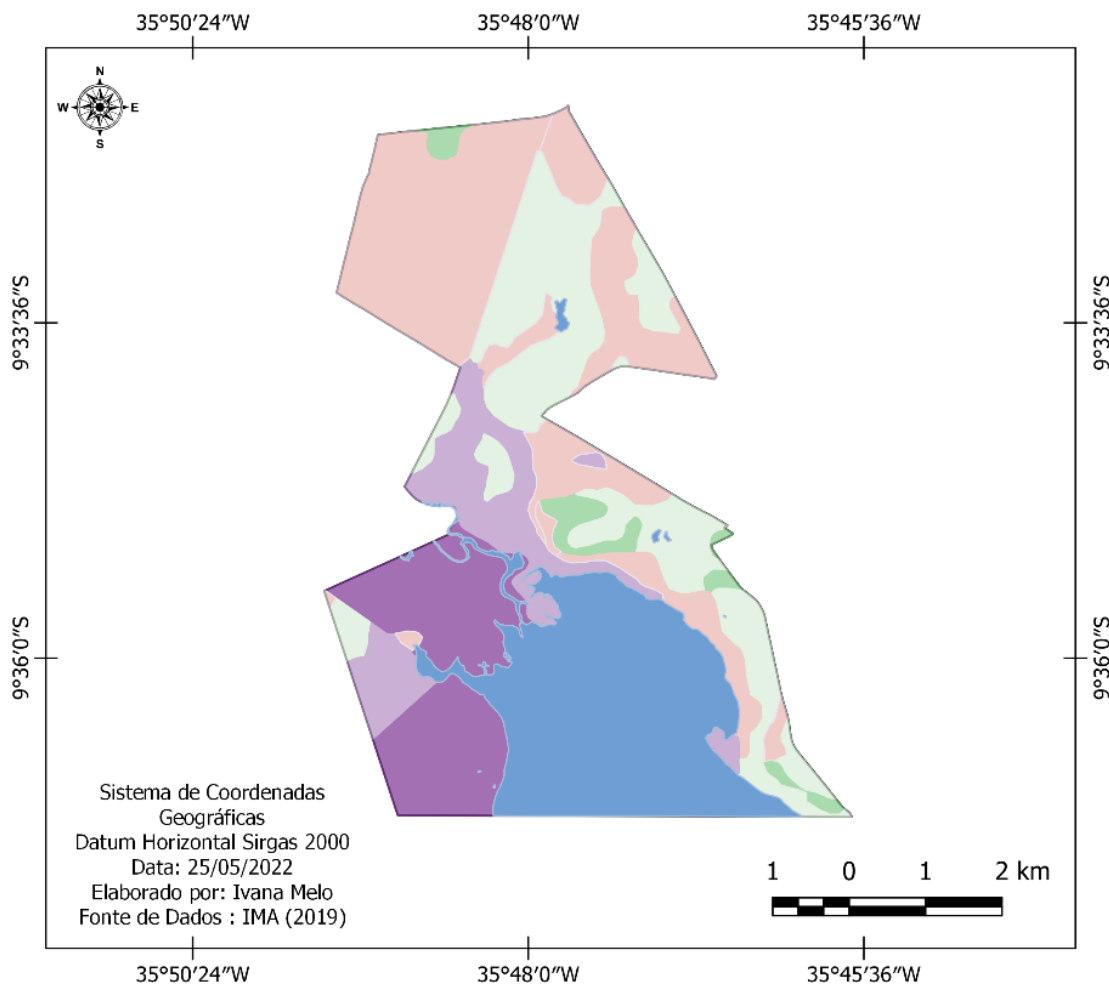 35°50′24″W 35°48′0″W 35°45′36″W
N
W E
S
9°33′36″S 9°33′36″S
9°36′0″S 9°36′0″S
Sistema de Coordenadas
Geográficas
Datum Horizontal Sirgas 2000
Data: 25/05/2022
Elaborado por: Ivana Melo
Fonte de Dados : IMA (2019)
1 0 1 2 km
35°50′24″W 35°48′0″W 35°45′36″W